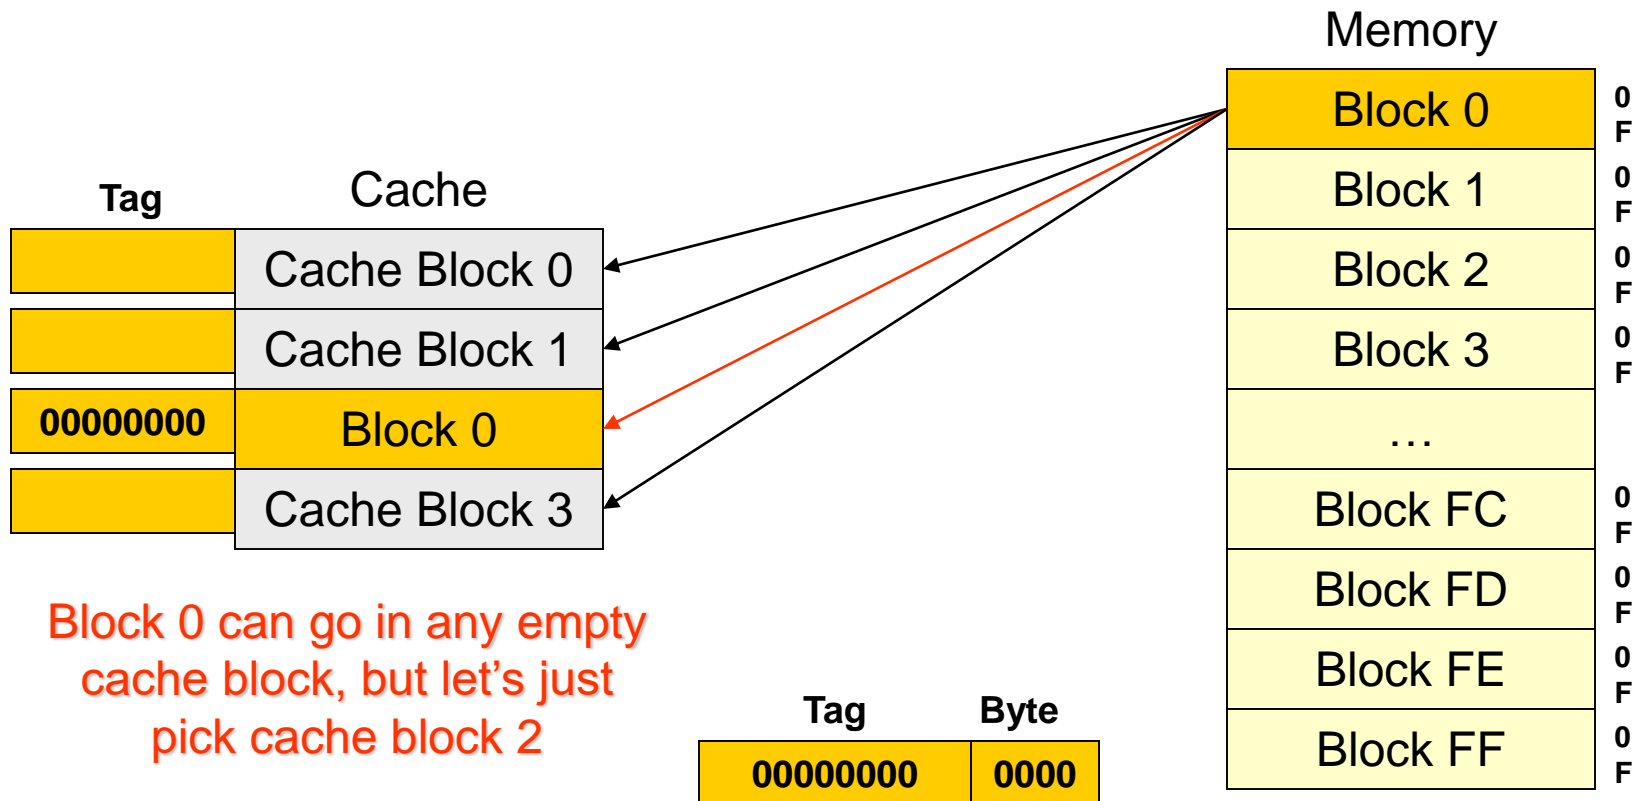 Memory
Block 0
0
F
Block 1
0
F
Block 2
0
F
Block 3
0
F
…
Block FC
0
F
Block FD
0
F
Block FE
0
F
Block FF
0
F
Tag Cache
Cache Block 0
Cache Block 1
00000000 Block 0
Cache Block 3
Block 0 can go in any empty
cache block, but let’s just
pick cache block 2
Tag Byte
00000000 0000